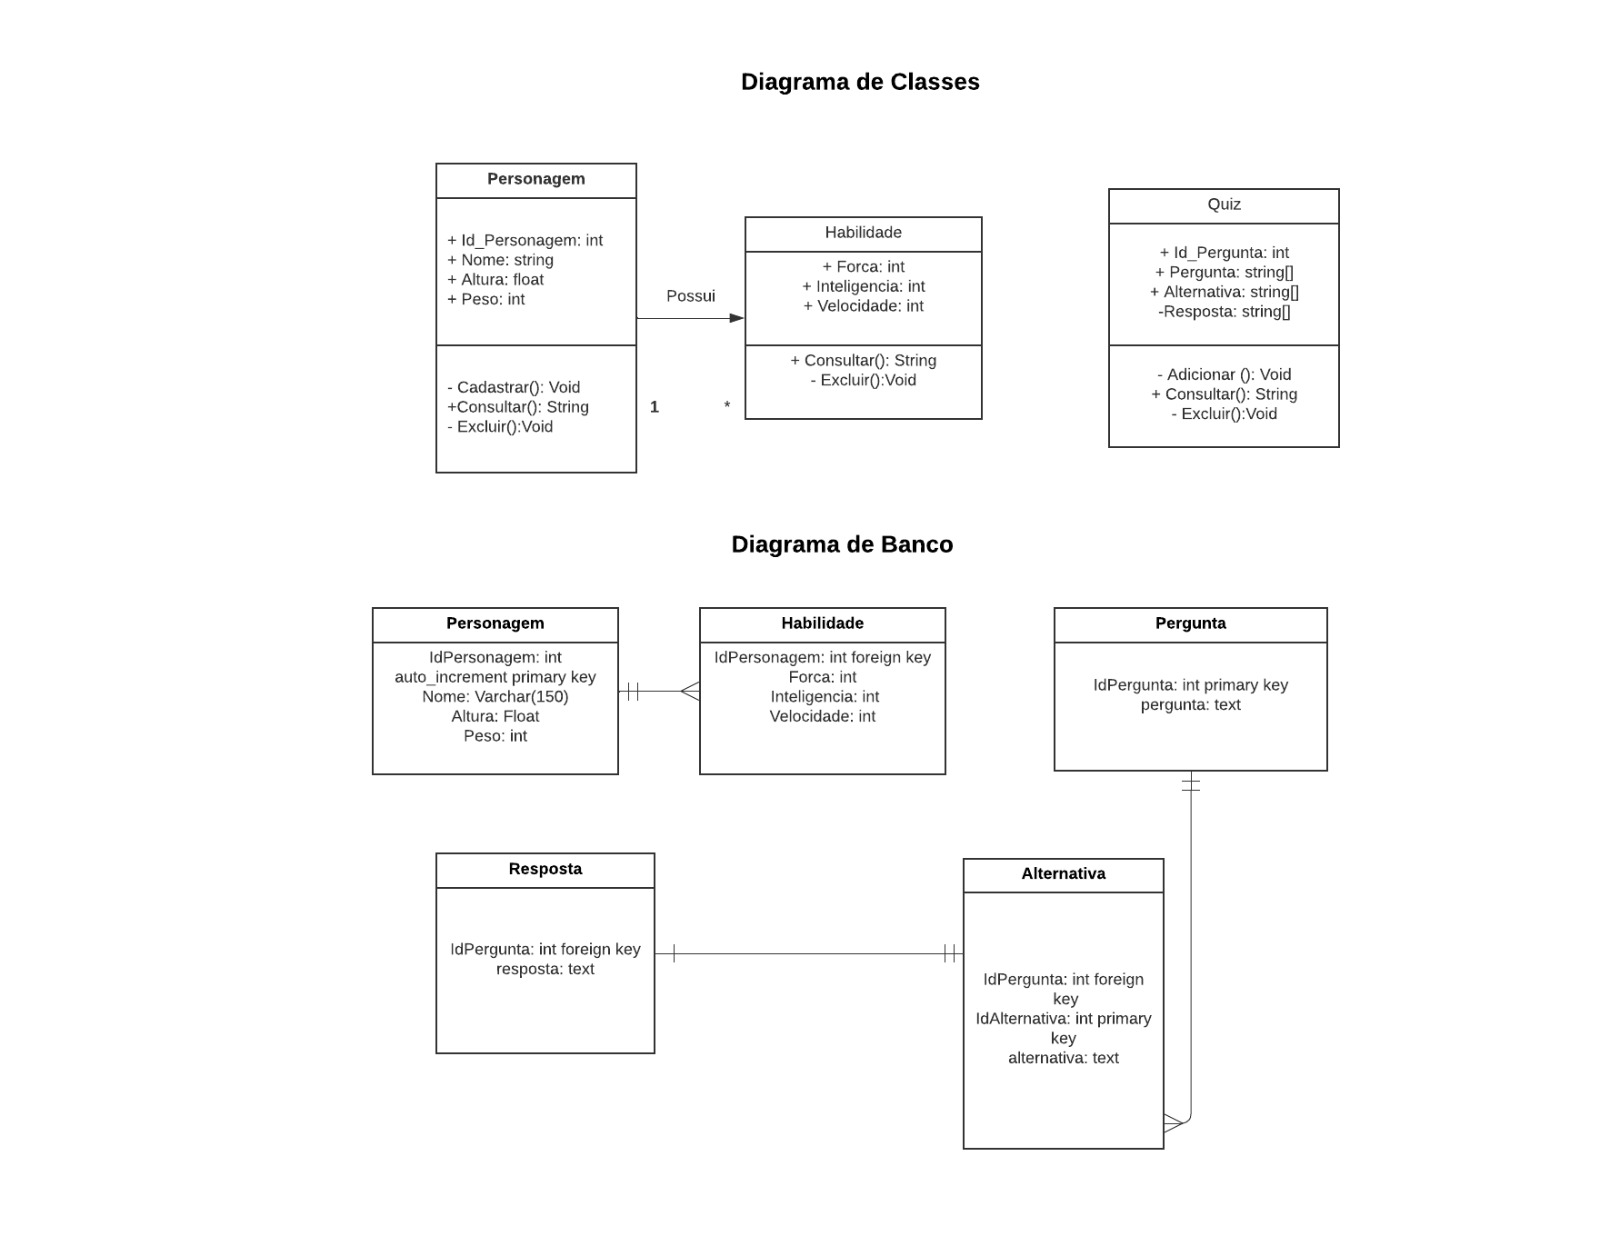 Diagrama de Classes
Personagem
+ Id_Personagem: int
+ Nome: string
+ Altura: float
+ Peso: int
- Cadastrar(): Void
+Consultar(): String
- Excluir():Void
Possui
1
*
Habilidade
+ Forca: int
+ Inteligencia: int
+ Velocidade: int
+ Consultar(): String
- Excluir():Void
Quiz
+ Id_Pergunta: int
+ Pergunta: string[]
+ Alternativa: string[]
-Resposta: string[]
- Adicionar (): Void
+ Consultar(): String
- Excluir():Void
Diagrama de Banco
Personagem
IdPersonagem: int
auto_increment primary key
Nome: Varchar(150)
Altura: Float
Peso: int
Habilidade
IdPersonagem: int foreign key
Forca: int
Inteligencia: int
Velocidade: int
Pergunta
IdPergunta: int primary key
pergunta: text
Resposta
IdPergunta: int foreign key
resposta: text
Alternativa
IdPergunta: int foreign
key
IdAlternativa: int primary
key
alternativa: text